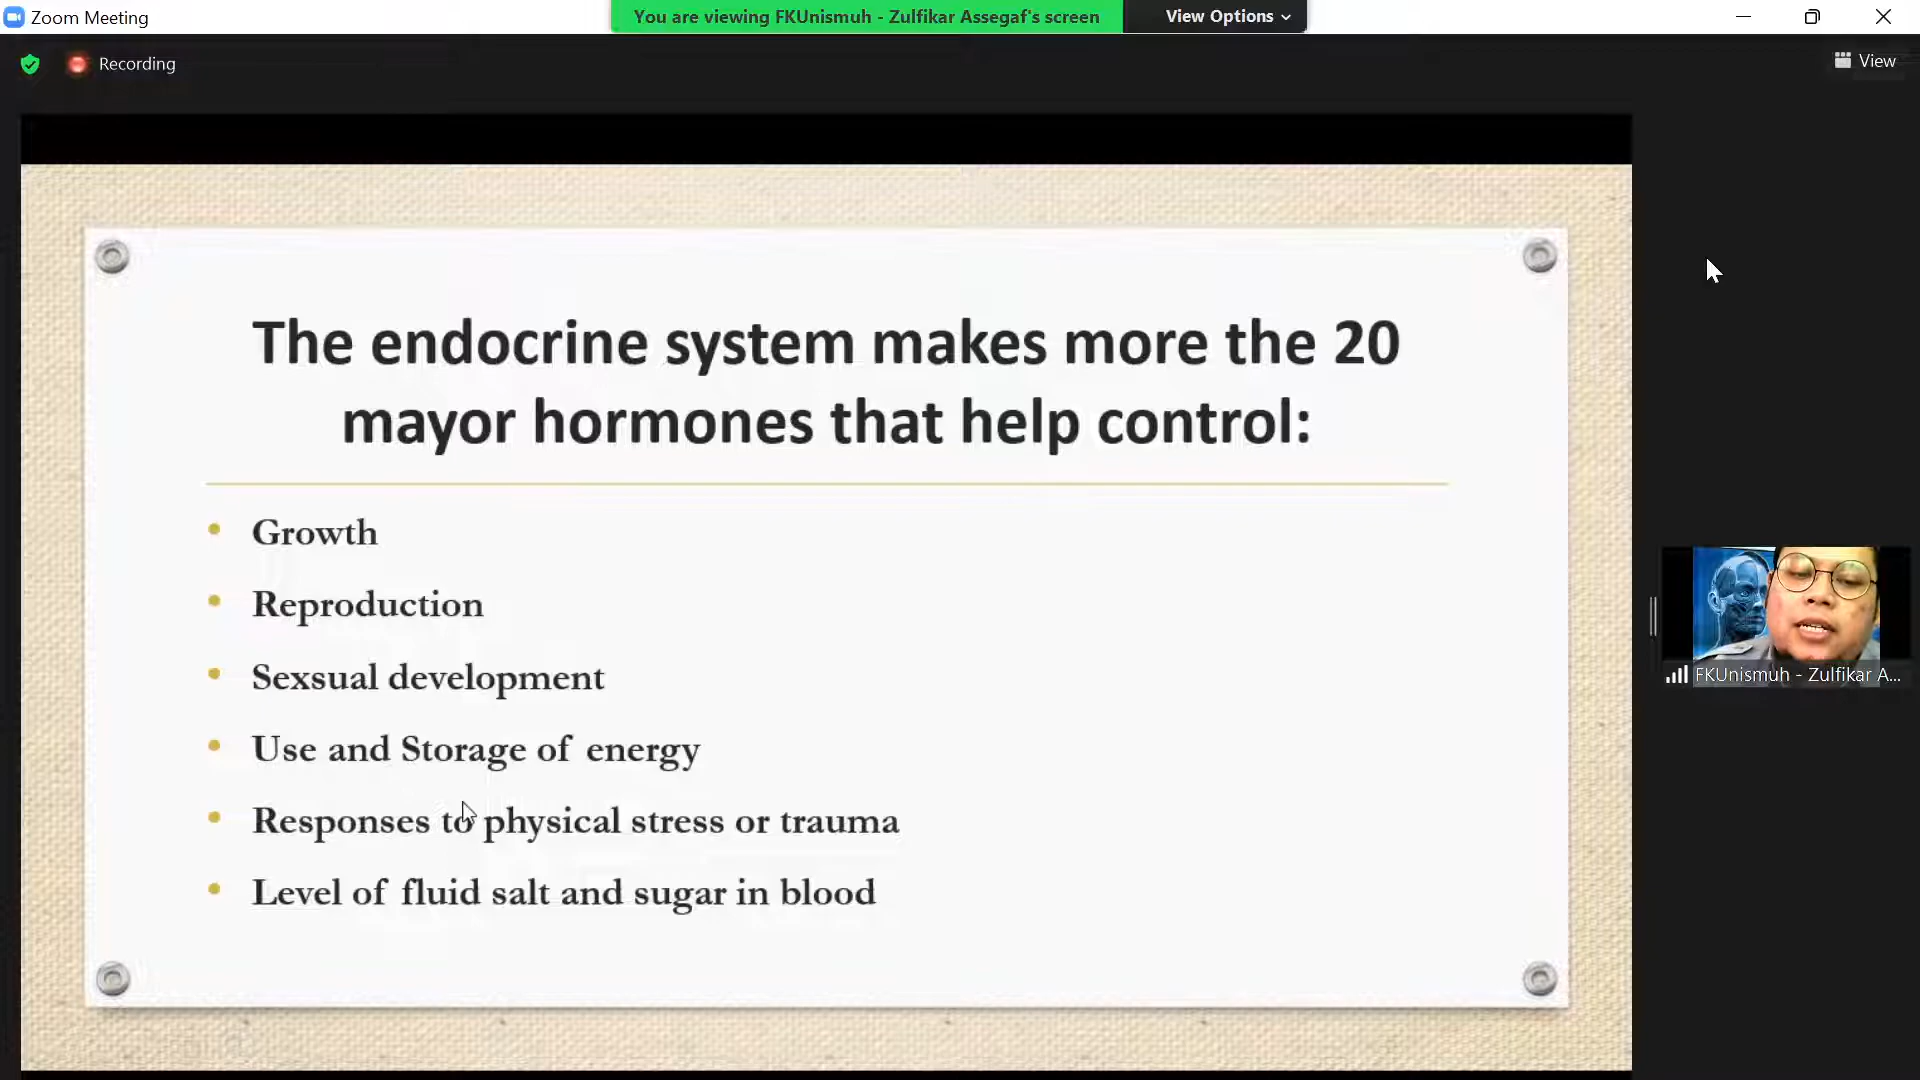 Zoom Meeting
You are viewing FKUnismuh - Zulfikar Assegaf's screen
View Options
Recording
View
The endocrine system makes more the 20
mayor hormones that help control:
• Growth
• Reproduction
• Sexsual development
• Use and Storage of energy
• Responses to physical stress or trauma
• Level of fluid salt and sugar in blood
FKUnismuh - Zulfikar A...